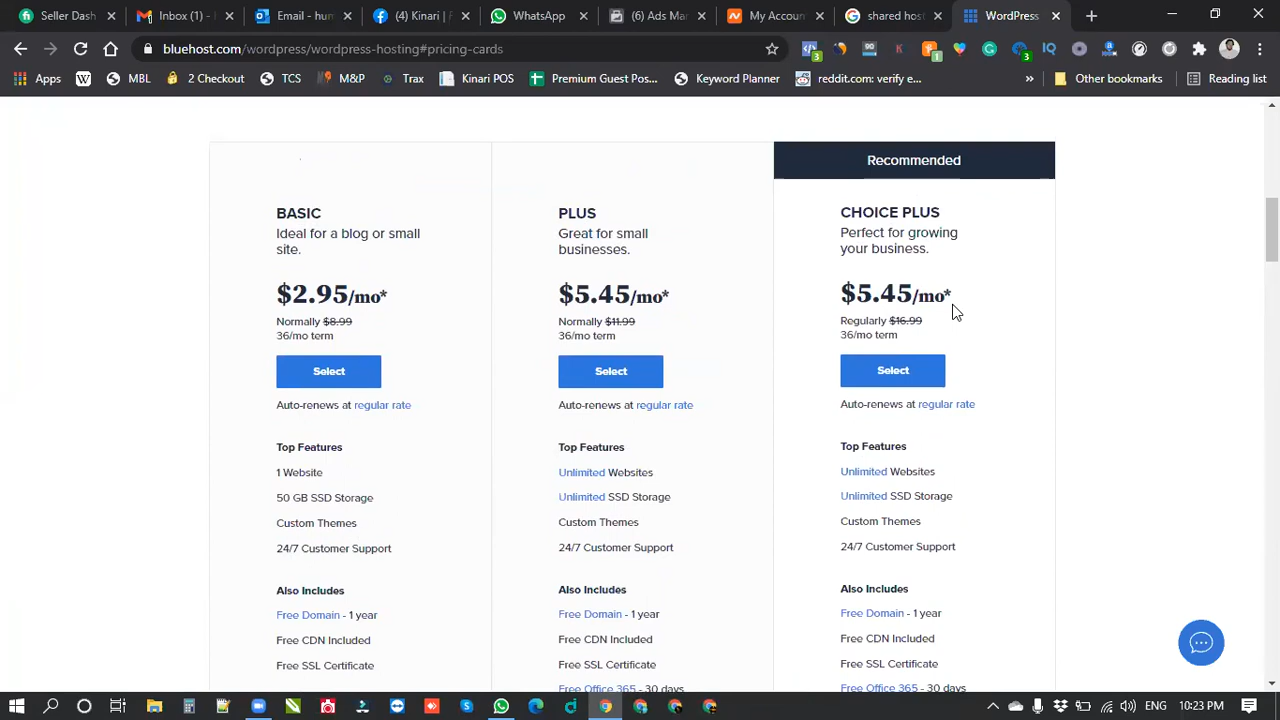 Seller Dash
Inbox (1) -
Email - hum
(4) Kinari |
WhatsApp
(6) Ads Ma
My Accoun
shared hos
WordPress
bluehost.com/wordpress/wordpress-hosting#pricing-cards
Apps
MBL
2 Checkout
TCS
M&P
Trax
Knari POS
Premium Guest Pos...
Keyword Planner
reddit.com: verify e...
»
Other bookmarks
Reading list
Recommended
BASIC
Ideal for a blog or small
site.
$2.95/mo*
Normally $8.99
36/mo term
Select
Auto-renews at regular rate
Top Features
1 Website
50 GB SSD Storage
Custom Themes
24/7 Customer Support
Also Includes
Free Domain - 1 year
Free CDN Included
Free SSL Certificate
PLUS
Great for small
businesses.
$5.45/mo*
Normally $11.99
36/mo term
Select
Auto-renews at regular rate
Top Features
Unlimited Websites
Unlimited SSD Storage
Custom Themes
24/7 Customer Support
Also Includes
Free Domain - 1 year
Free CDN Included
Free SSL Certificate
Free Office 365 - 30 days
CHOICE PLUS
Perfect for growing
your business.
$5.45/mo*
Regularly $16.99
36/mo term
Select
Auto-renews at regular rate
Top Features
Unlimited Websites
Unlimited SSD Storage
Custom Themes
24/7 Customer Support
Also Includes
Free Domain - 1 year
Free CDN Included
Free SSL Certificate
Free Office 365 - 30 days
ENG
10:23 PM